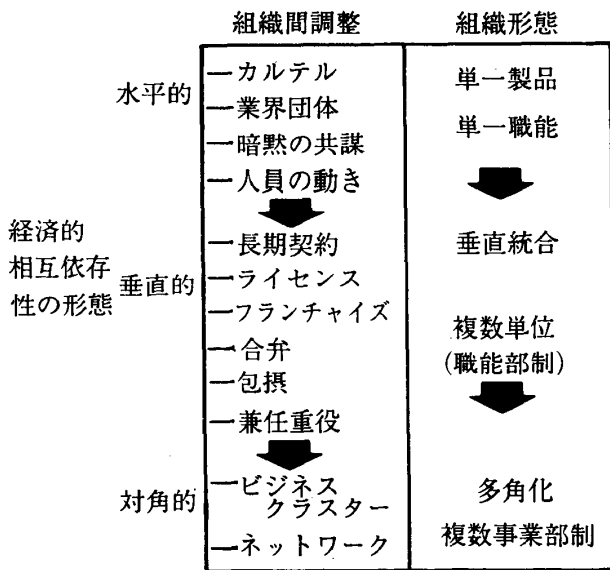 組織間調整
組織形態
経済的
相互依存
性の形態
水平的
カルテル
業界団体
暗黙の共謀
人員の動き
単一製品
単一職能
垂直的
長期契約
ライセンス
フランチャイズ
合弁
包摂
兼任重役
垂直統合
複数単位
(職能部制)
対角的
ビジネス
クラスター
ネットワーク
多角化
複数事業部制